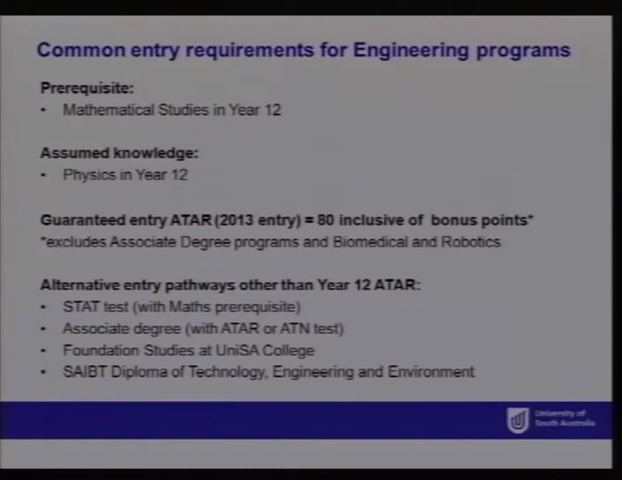 Common entry requirements for Engineering programs
Prerequisite:
• Mathematical Studies in Year 12
Assumed knowledge:
• Physics in Year 12
Guaranteed entry ATAR (2013 entry) = 80 inclusive of bonus points*
*excludes Associate Degree programs and Biomedical and Robotics
Alternative entry pathways other than Year 12 ATAR:
• STAT test (with Maths prerequisite)
• Associate degree (with ATAR or ATN test)
• Foundation Studies at UniSA College
• SAIBT Diploma of Technology, Engineering and Environment
University of
South Australia